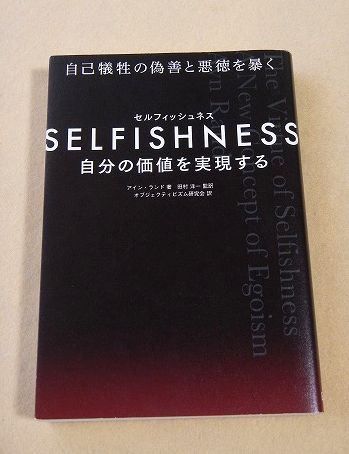 自己犠牲の偽善と悪徳を暴く
セルフィッシュネス
SELFISHNESS
自分の価値を実現する
アイン・ランド 著 田村 洋一 監訳
オブジェクティビズム研究会 訳
The Virtue of Selfishness
New Concept of Egoism
n Rand